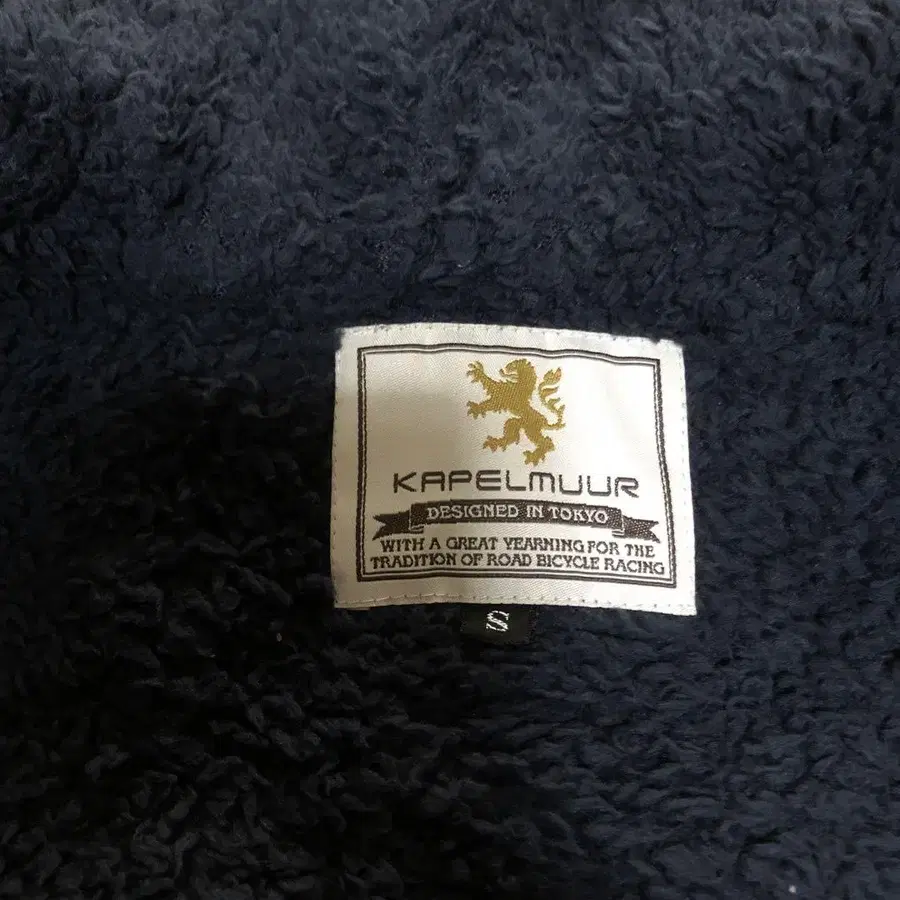 KAPELMUUR
DESIGNED IN TOKYO
WITH A GREAT YEARNING FOR THE
TRADITION OF ROAD BICYCLE RACING
S